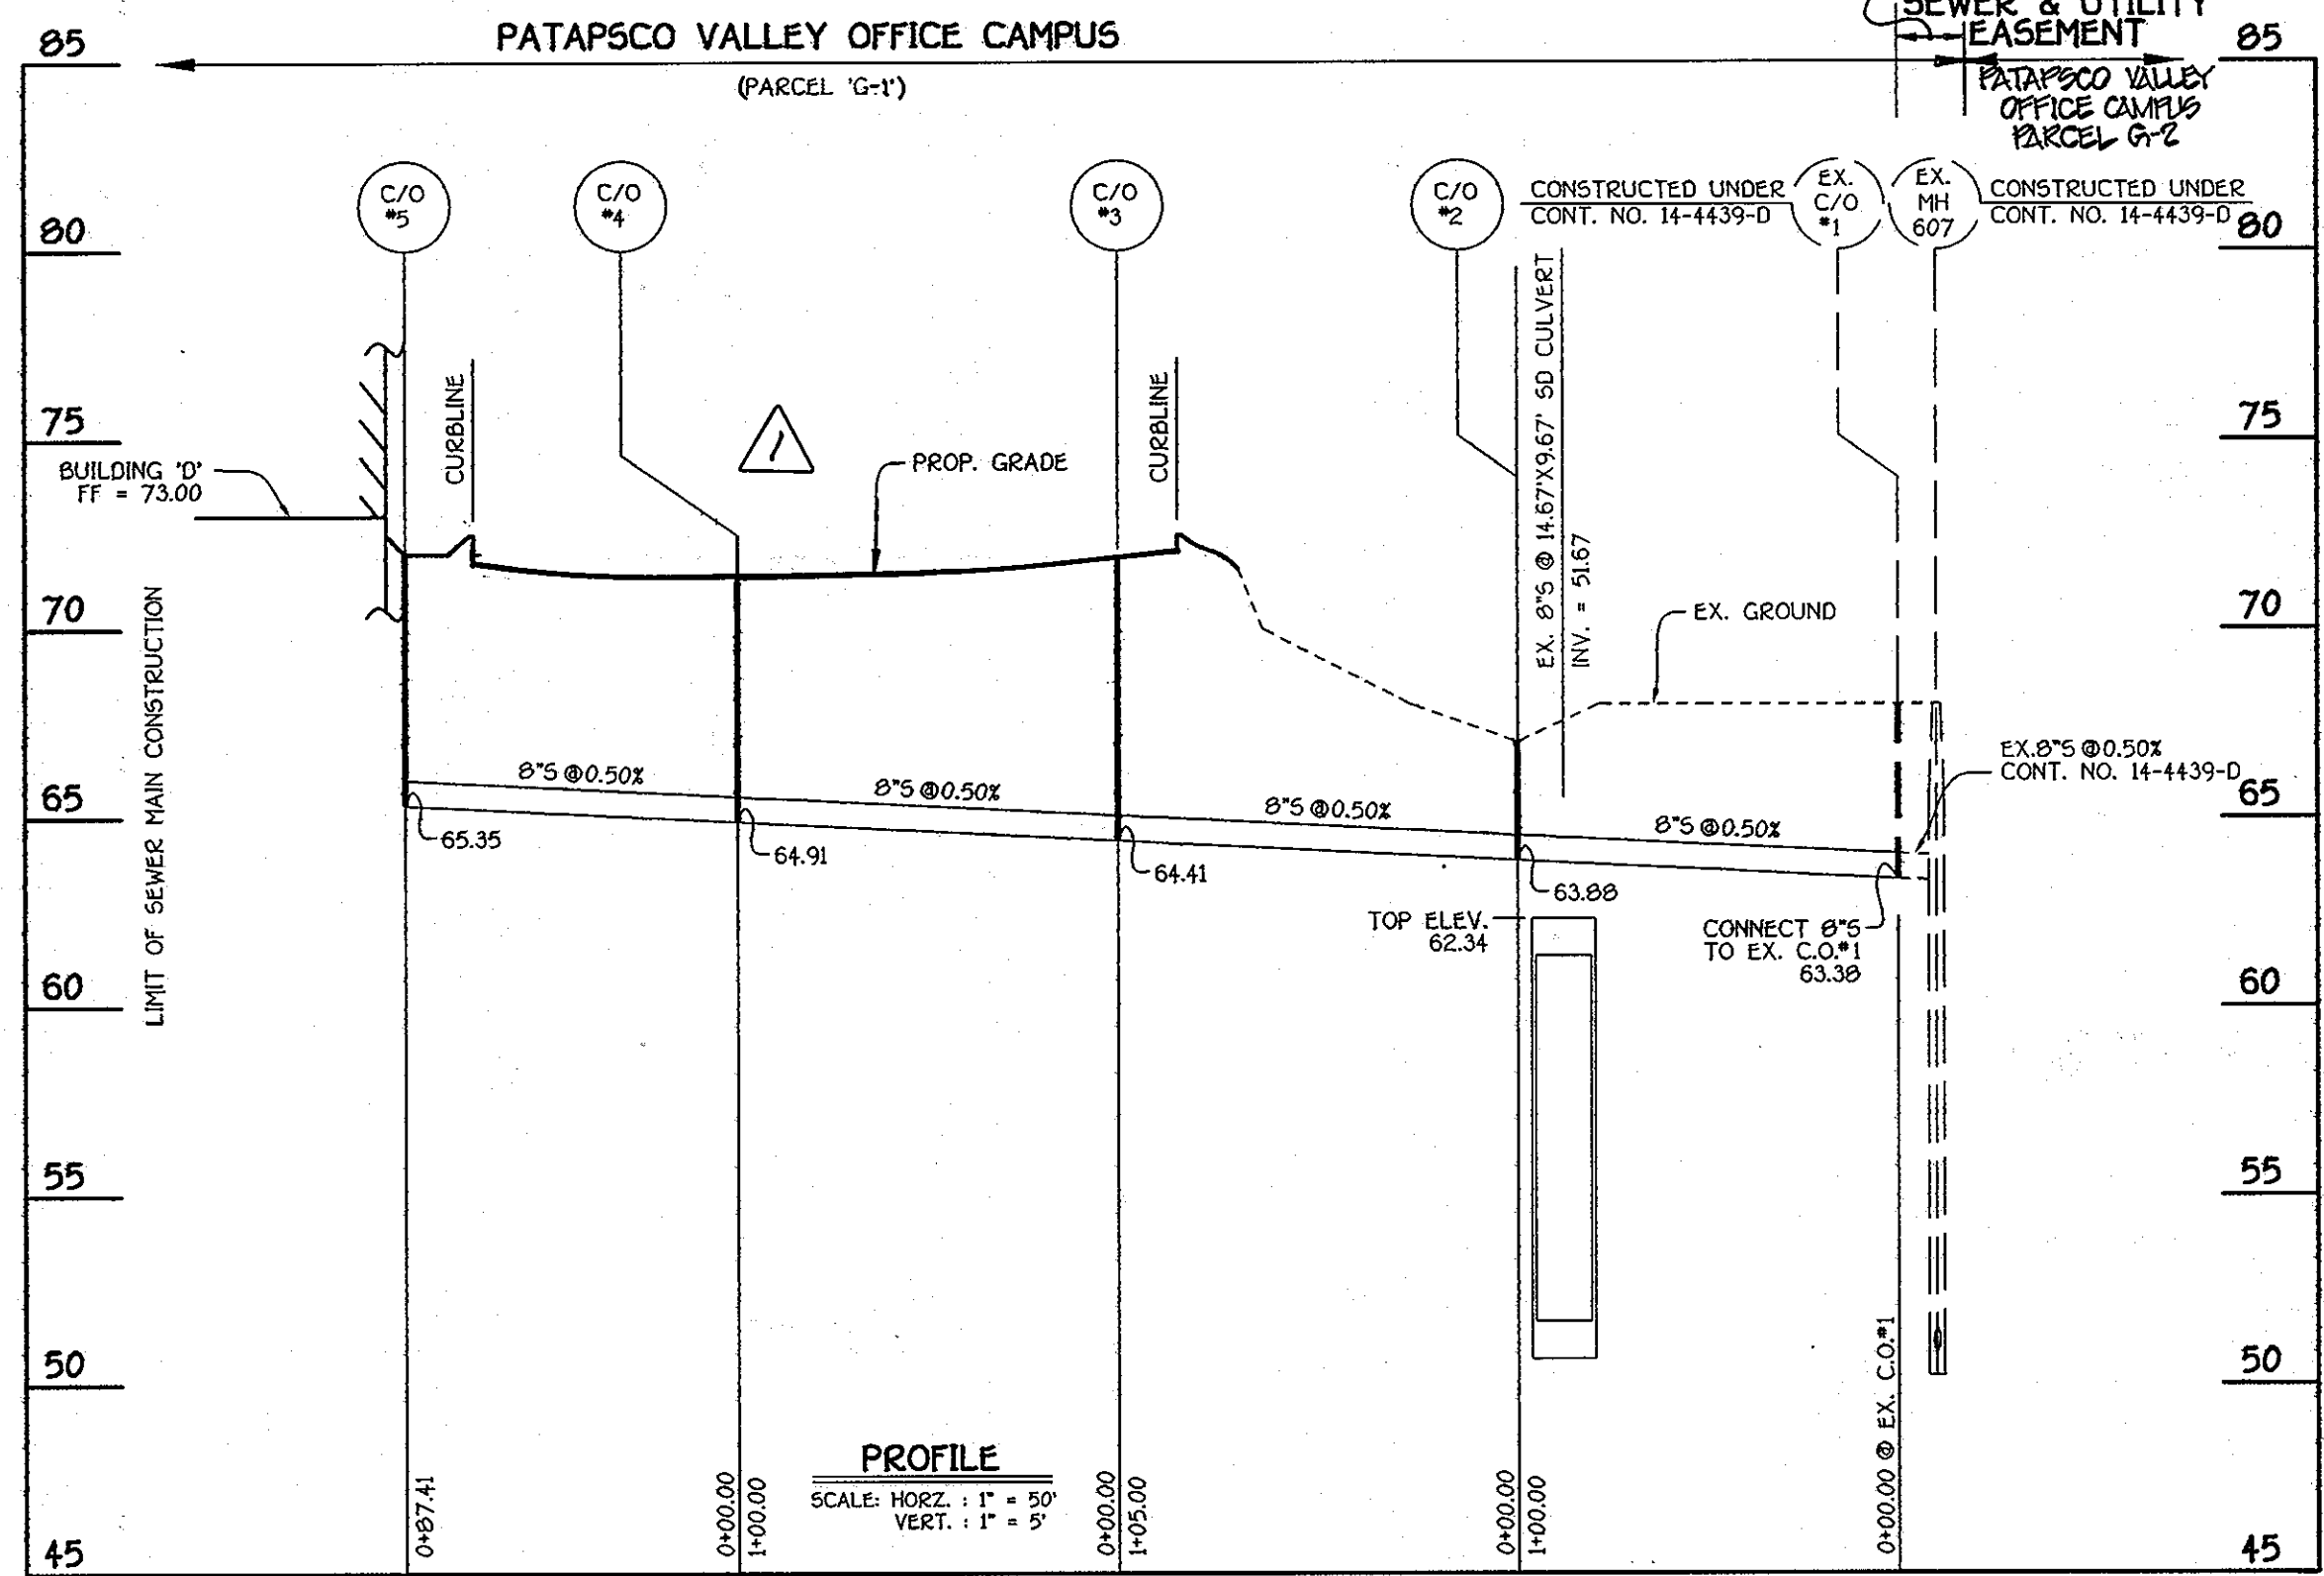 SEWER & UTILITY
EASEMENT
PATAPSCO VALLEY OFFICE CAMPUS
(PARCEL 'G-1')
PATAPSCO VALLEY
OFFICE CAMPUS
PARCEL G-2
85
85
80
80
75
75
70
70
65
65
60
60
55
55
50
50
45
45
C/O
#5
C/O
#4
C/O
#3
C/O
#2
CONSTRUCTED UNDER
CONT. NO. 14-4439-D
EX.
C/O
#1
EX.
MH
607
CONSTRUCTED UNDER
CONT. NO. 14-4439-D
BUILDING 'D'
FF = 73.00
CURBLINE
1
PROP. GRADE
CURBLINE
EX. 8"S @ 14.67'X9.67' SD CULVERT
INV. = 51.67
EX. GROUND
LIMIT OF SEWER MAIN CONSTRUCTION
8"S @0.50%
8"S @0.50%
8"S @0.50%
8"S @0.50%
EX.8"S @0.50%
CONT. NO. 14-4439-D
65.35
64.91
64.41
63.88
TOP ELEV.
62.34
CONNECT 8"S
TO EX. C.O.#1
63.38
PROFILE
SCALE: HORZ. : 1" = 50'
VERT. : 1" = 5'
0+87.41
0+00.00
1+00.00
0+00.00
1+05.00
0+00.00
1+00.00
0+00.00 @ EX. C.O.#1